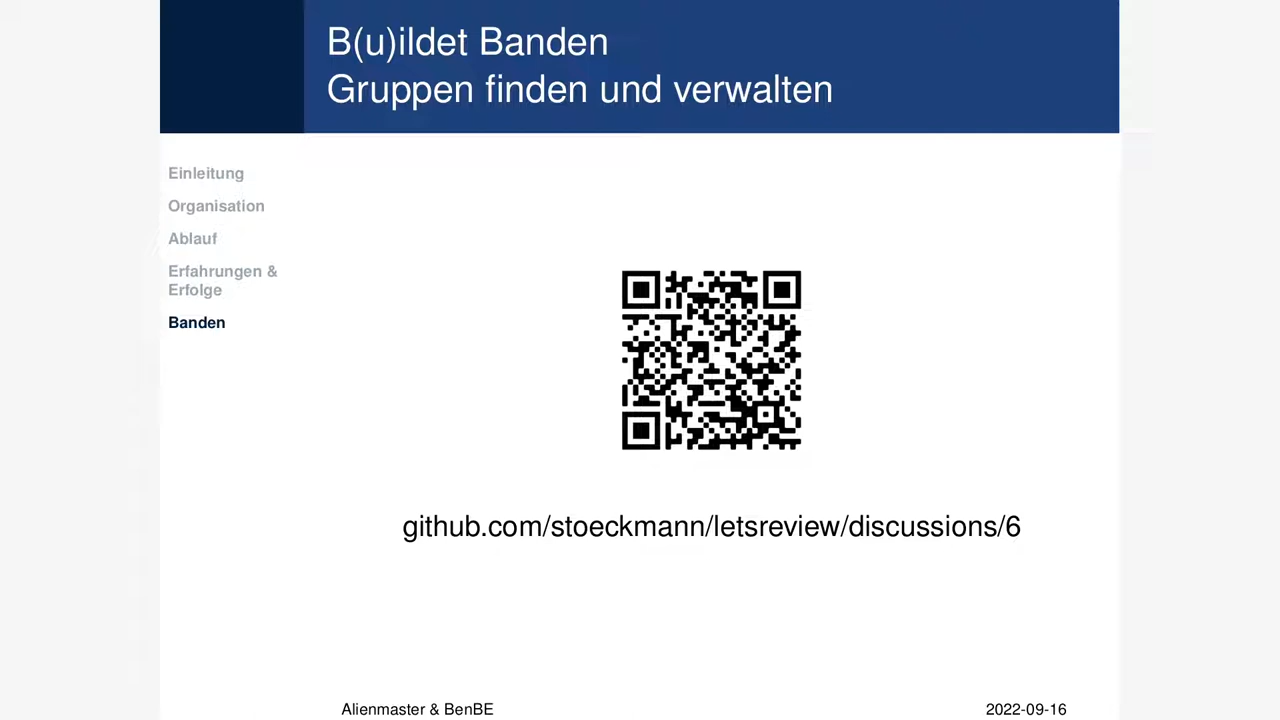 B(u)ildet Banden
Gruppen finden und verwalten
Einleitung
Organisation
Ablauf
Erfahrungen &
Erfolge
Banden
github.com/stoeckmann/letsreview/discussions/6
Alienmaster & BenBE
2022-09-16